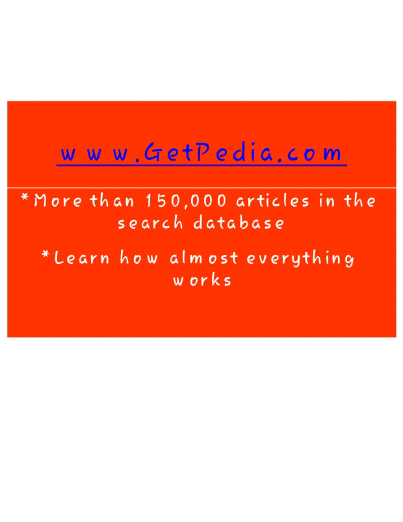 www.GetPedia.com
*More than 150,000 articles in the
search database
*Learn how almost everything
works